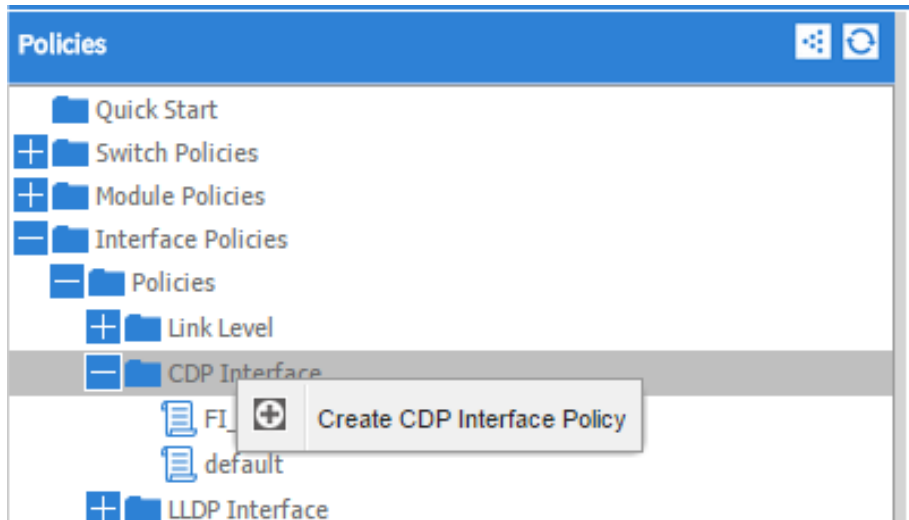 Policies
Quick Start
Switch Policies
Module Policies
Interface Policies
Policies
Link Level
CDP Interface
FI_
Create CDP Interface Policy
default
LLDP Interface